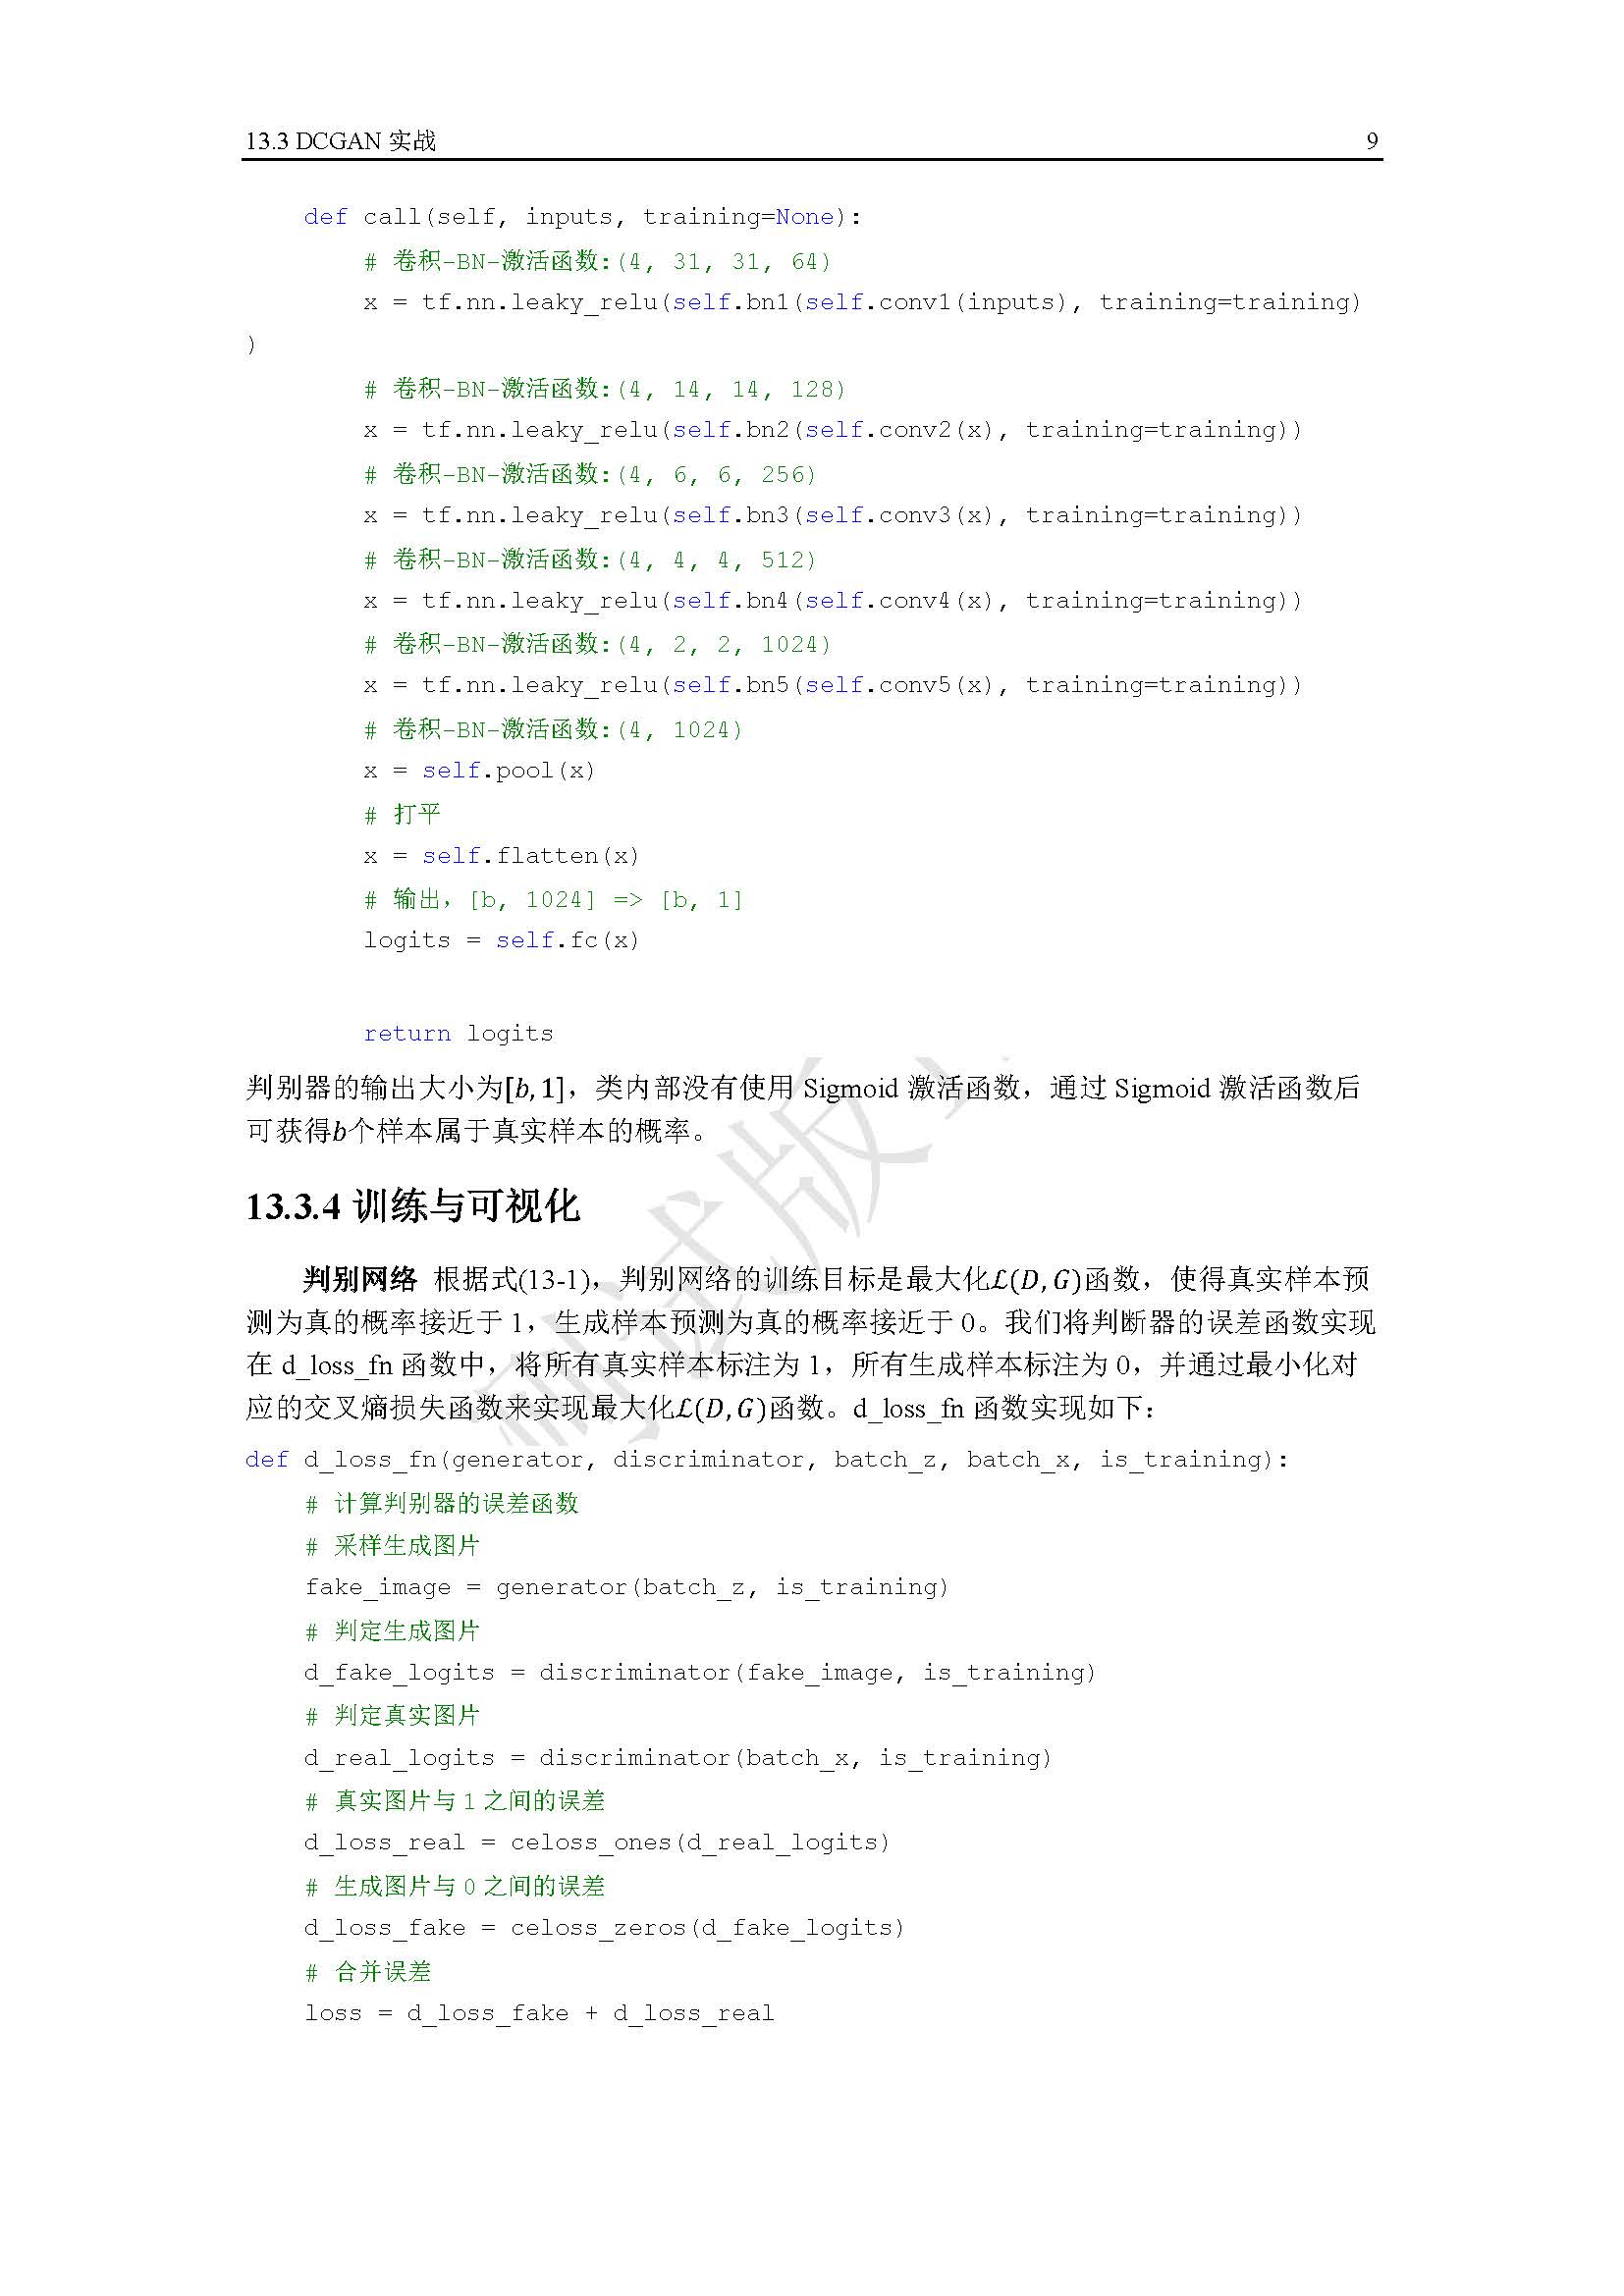 13.3 DCGAN 实战 9
def call(self, inputs, training=None):
# 卷积-BN-激活函数:(4, 31, 31, 64)
x = tf.nn.leaky_relu(self.bn1(self.conv1(inputs), training=training)
)
# 卷积-BN-激活函数:(4, 14, 14, 128)
x = tf.nn.leaky_relu(self.bn2(self.conv2(x), training=training))
# 卷积-BN-激活函数:(4, 6, 6, 256)
x = tf.nn.leaky_relu(self.bn3(self.conv3(x), training=training))
# 卷积-BN-激活函数:(4, 4, 4, 512)
x = tf.nn.leaky_relu(self.bn4(self.conv4(x), training=training))
# 卷积-BN-激活函数:(4, 2, 2, 1024)
x = tf.nn.leaky_relu(self.bn5(self.conv5(x), training=training))
# 卷积-BN-激活函数:(4, 1024)
x = self.pool(x)
# 打平
x = self.flatten(x)
# 输出，[b, 1024] => [b, 1]
logits = self.fc(x)
return logits
判别器的输出大小为[b, 1]，类内部没有使用 Sigmoid 激活函数，通过 Sigmoid 激活函数后
可获得b个样本属于真实样本的概率。
13.3.4 训练与可视化
判别网络 根据式(13-1)，判别网络的训练目标是最大化ℒ(D, G)函数，使得真实样本预
测为真的概率接近于 1，生成样本预测为真的概率接近于 0。我们将判断器的误差函数实现
在 d_loss_fn 函数中，将所有真实样本标注为 1，所有生成样本标注为 0，并通过最小化对
应的交叉熵损失函数来实现最大化ℒ(D, G)函数。d_loss_fn 函数实现如下：
def d_loss_fn(generator, discriminator, batch_z, batch_x, is_training):
# 计算判别器的误差函数
# 采样生成图片
fake_image = generator(batch_z, is_training)
# 判定生成图片
d_fake_logits = discriminator(fake_image, is_training)
# 判定真实图片
d_real_logits = discriminator(batch_x, is_training)
# 真实图片与 1 之间的误差
d_loss_real = celoss_ones(d_real_logits)
# 生成图片与 0 之间的误差
d_loss_fake = celoss_zeros(d_fake_logits)
# 合并误差
loss = d_loss_fake + d_loss_real